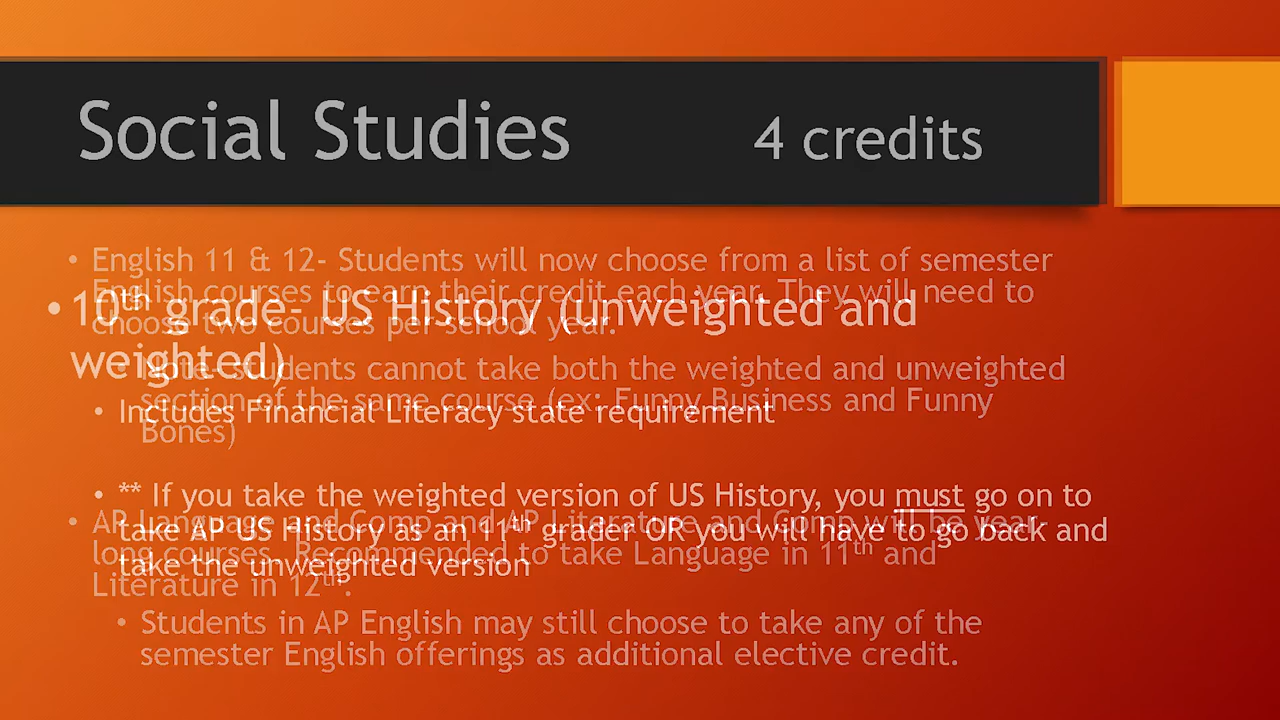 Social Studies 4 credits
• English 11 & 12- Students will now choose from a list of semester
English courses to earn their credit each year. They will need to
choose two courses per school year.
• Note- students cannot take both the weighted and unweighted
section of the same course (ex: Funny Business and Funny
Bones)
• AP Language and Comp and AP Literature and Comp will be year
long courses. Recommended to take Language in 11th and
Literature in 12th.
• Students in AP English may still choose to take any of the
semester English offerings as additional elective credit.
• 10th grade- US History (unweighted and
weighted)
• Includes Financial Literacy state requirement
• ** If you take the weighted version of US History, you must go on to
take AP US History as an 11th grader OR you will have to go back and
take the unweighted version